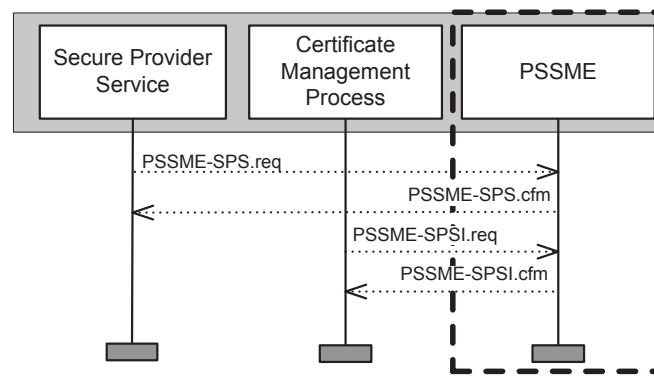 Secure Provider
Service
Certificate
Management
Process
PSSME
PSSME-SPS.req
PSSME-SPS.cfm
PSSME-SPSI.req
PSSME-SPSI.cfm